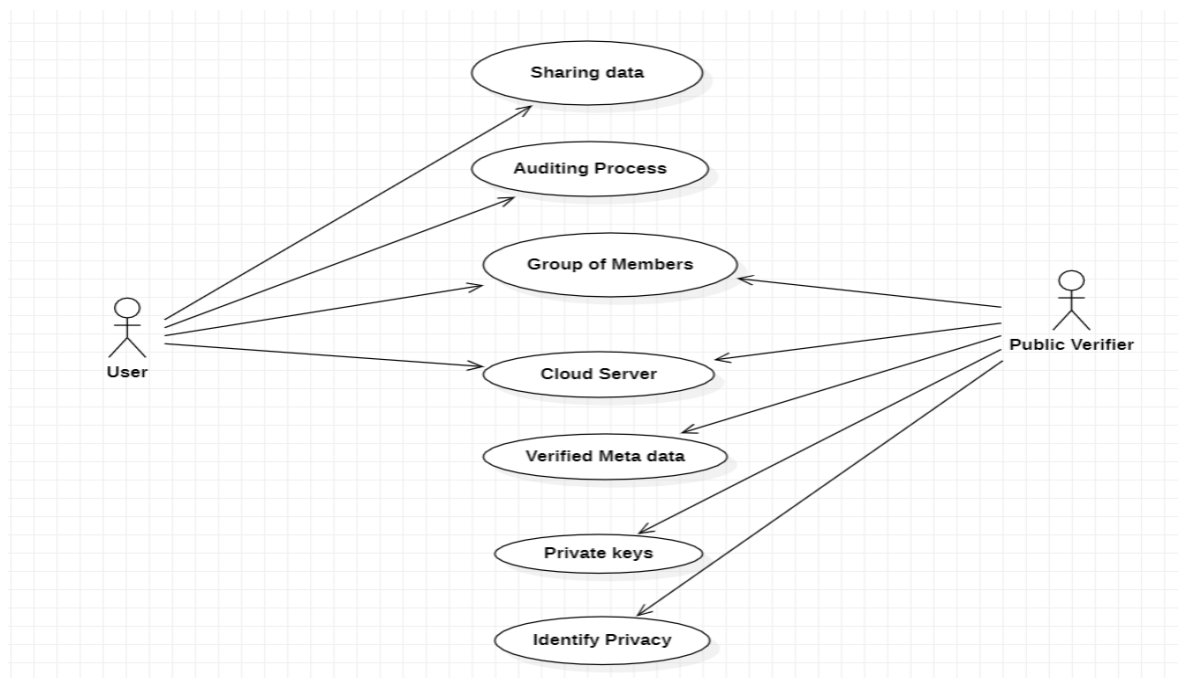 Sharing data
Auditing Process
Group of Members
User
Public Verifier
Cloud Server
Verified Meta data
Private keys
Identify Privacy